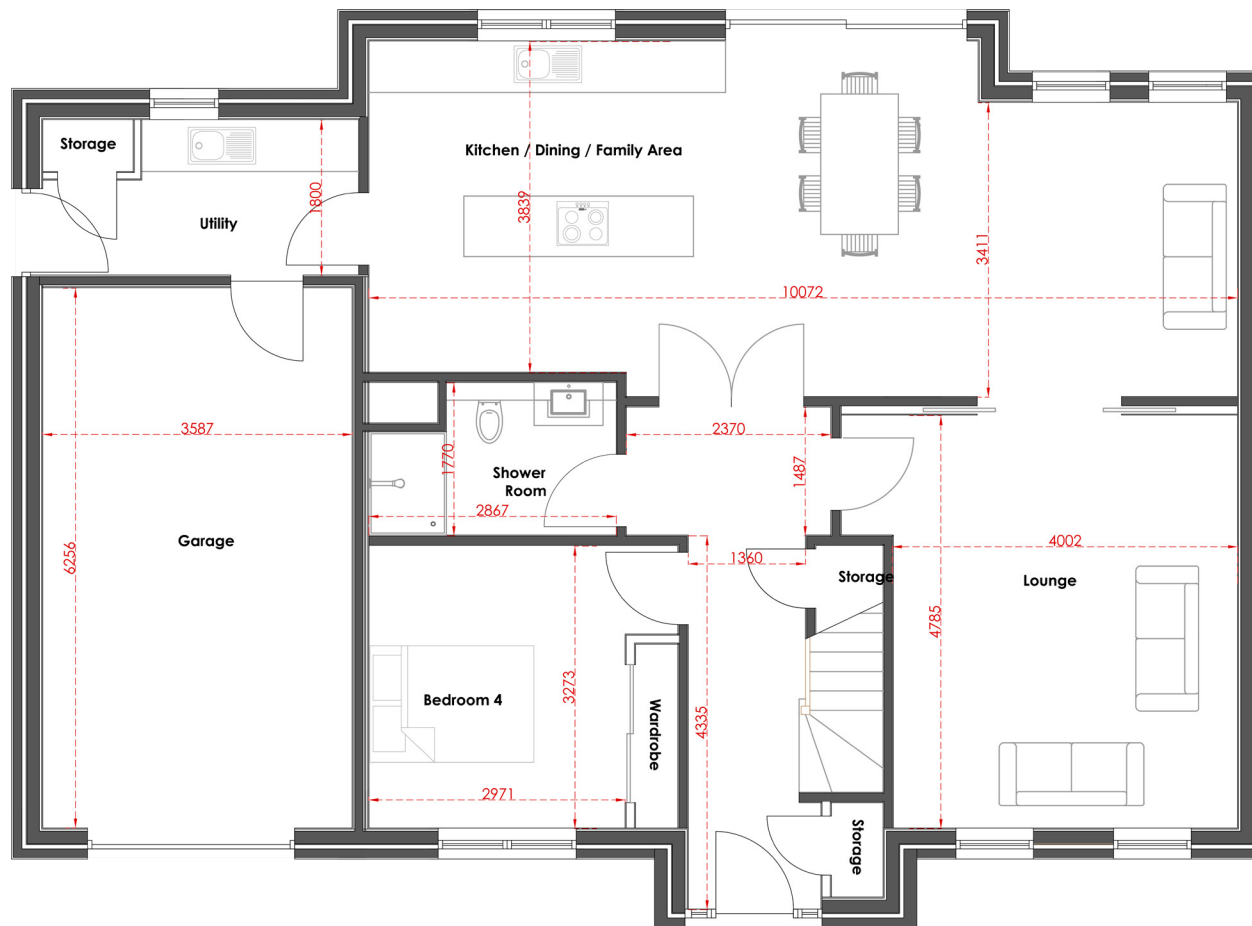 Storage
Kitchen / Dining / Family Area
Utility
1800
3839
3411
10072
3587
1770
Shower
Room
2867
2370
1487
Garage
6256
1360
Storage
4002
Lounge
4785
Bedroom 4
3273
Wardrobe
4335
2971
Storage